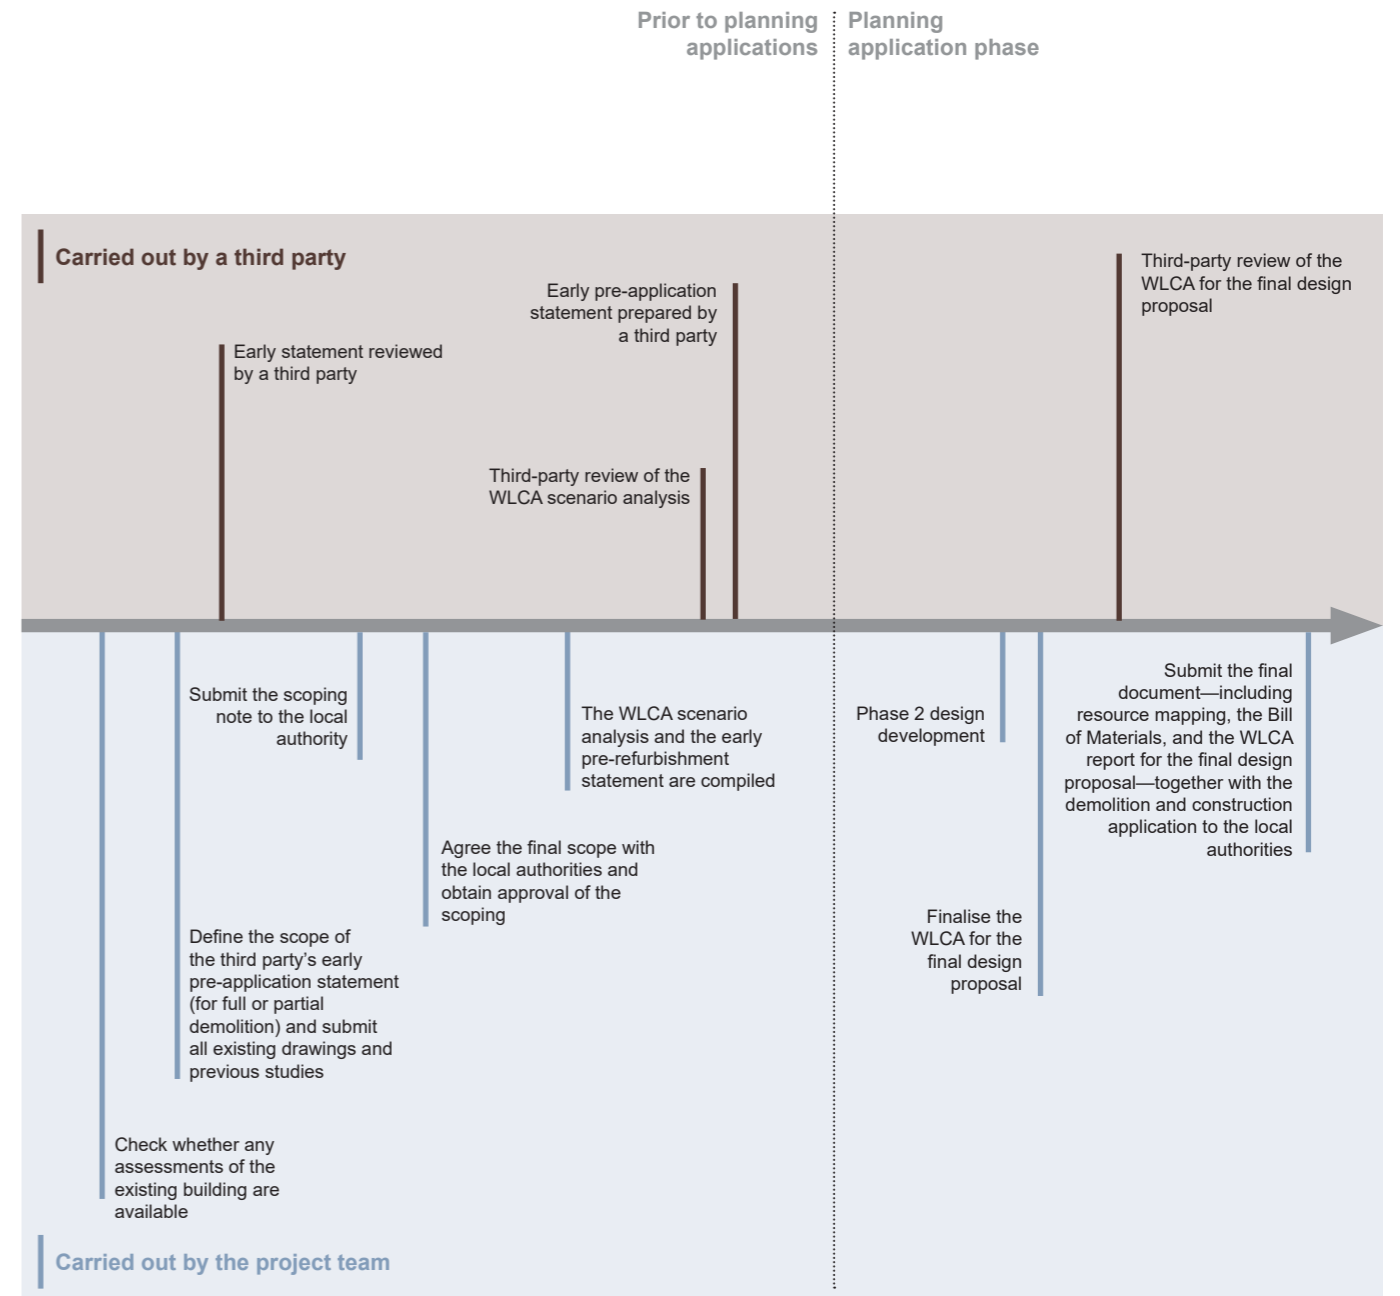 Prior to planning
applications
Planning
application phase
Carried out by a third party
Early statement reviewed
by a third party
Early pre-application
statement prepared by
a third party
Third-party review of the
WLCA scenario analysis
Third-party review of the
WLCA for the final design
proposal
Submit the scoping
note to the local
authority
The WLCA scenario
analysis and the early
pre-refurbishment
statement are compiled
Agree the final scope with
the local authorities and
obtain approval of the
scoping
Define the scope of
the third party’s early
pre-application statement
(for full or partial
demolition) and submit
all existing drawings and
previous studies
Check whether any
assessments of the
existing building are
available
Phase 2 design
development
Finalise the
WLCA for the
final design
proposal
Submit the final
document—including
resource mapping, the Bill
of Materials, and the WLCA
report for the final design
proposal—together with the
demolition and construction
application to the local
authorities
Carried out by the project team